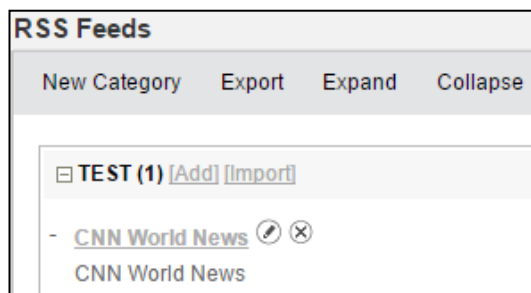 RSS Feeds
New Category Export Expand Collapse
TEST (1) [Add] [Import]
- CNN World News
CNN World News